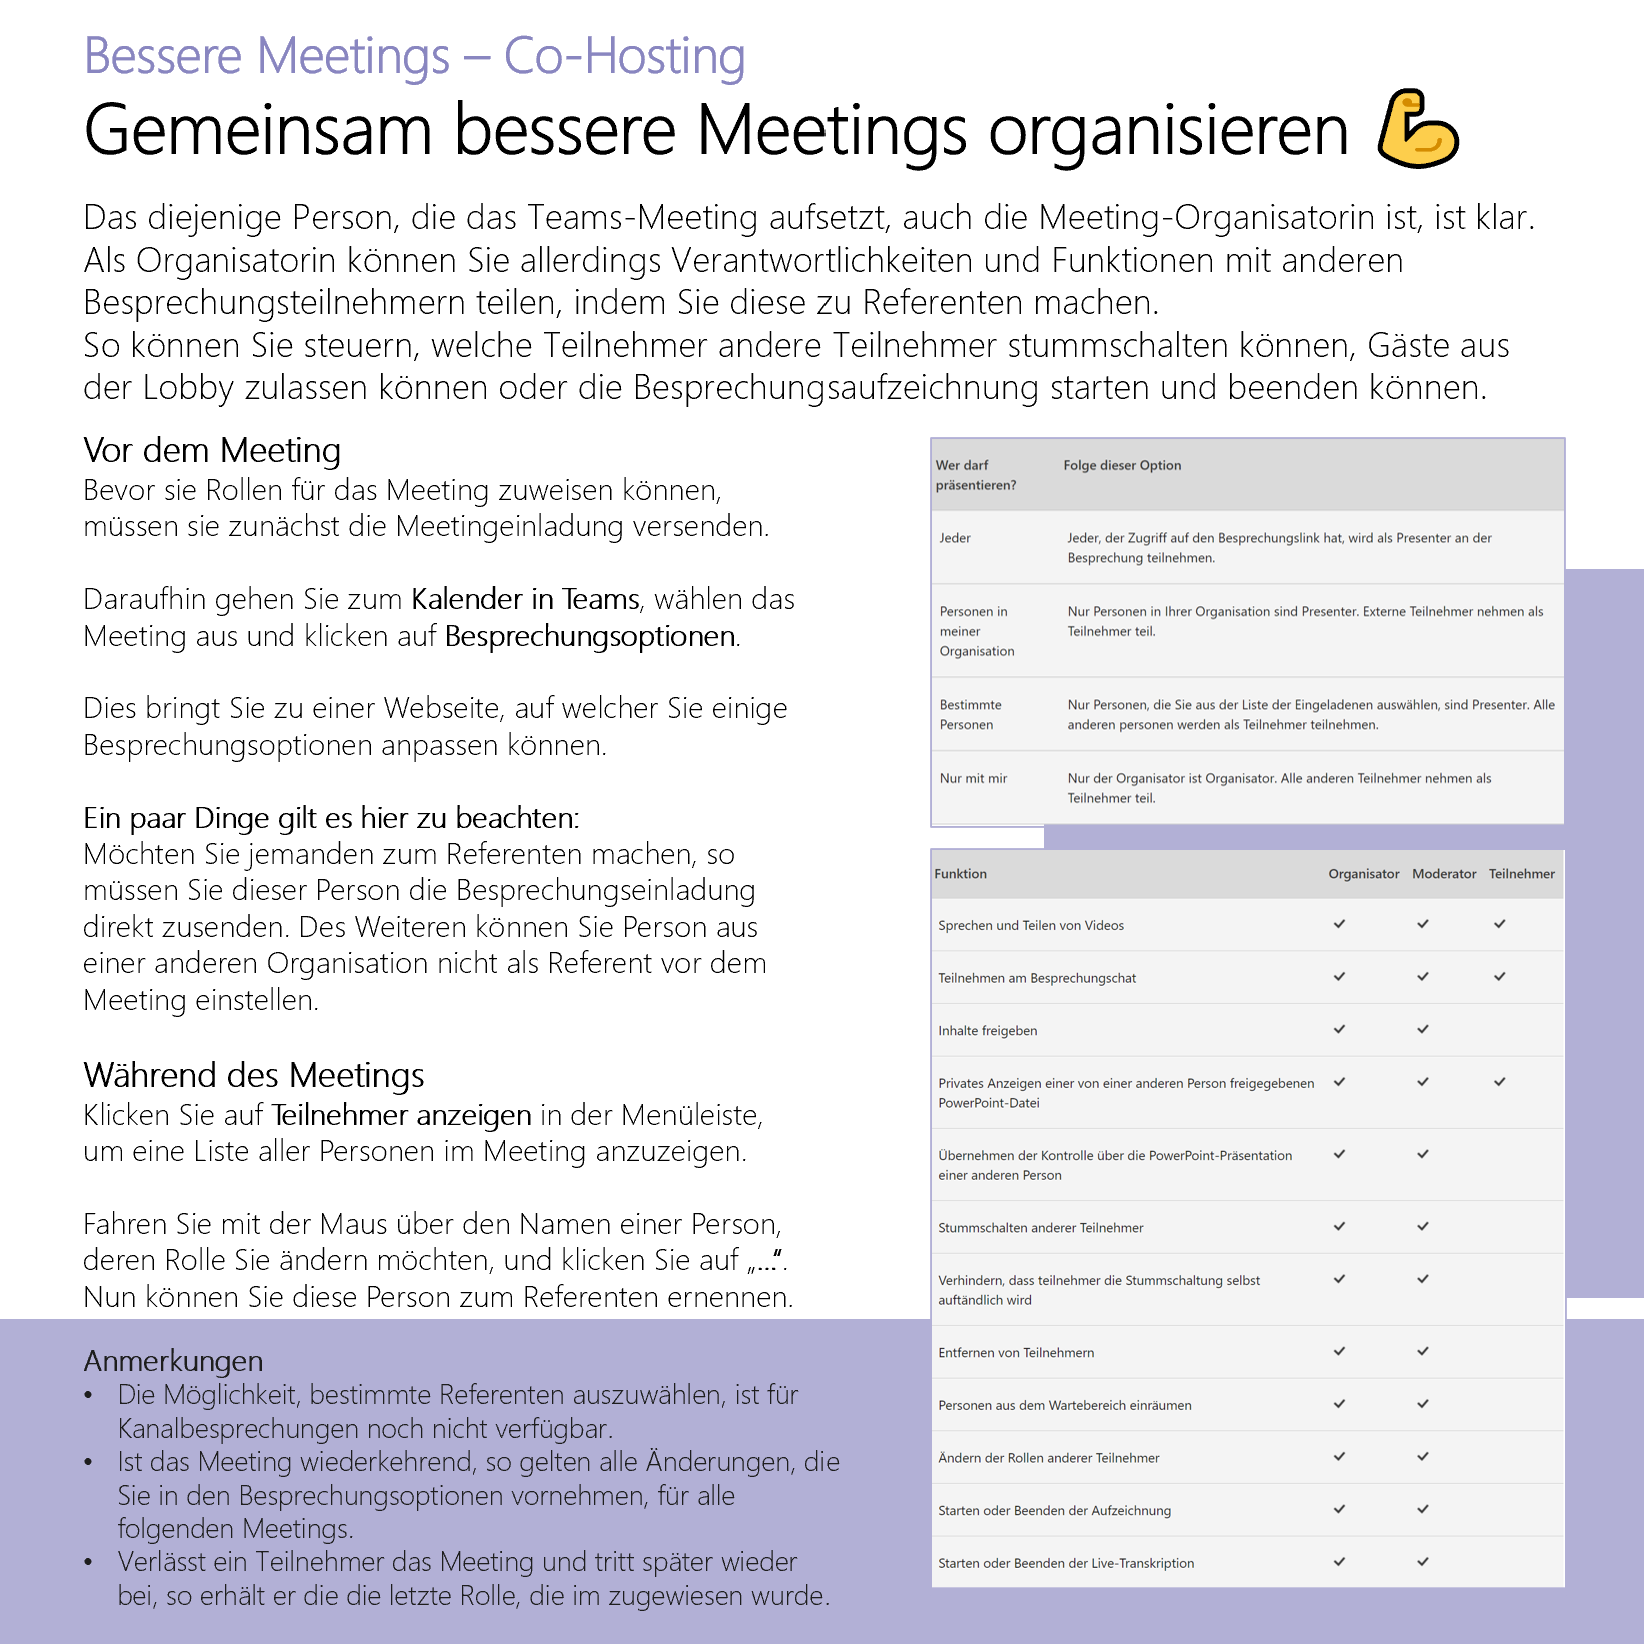 Bessere Meetings – Co-Hosting
Gemeinsam bessere Meetings organisieren
Das diejenige Person, die das Teams-Meeting aufsetzt, auch die Meeting-Organisatorin ist, ist klar.
Als Organisatorin können Sie allerdings Verantwortlichkeiten und Funktionen mit anderen
Besprechungsteilnehmern teilen, indem Sie diese zu Referenten machen.
So können Sie steuern, welche Teilnehmer andere Teilnehmer stummschalten können, Gäste aus
der Lobby zulassen können oder die Besprechungsaufzeichnung starten und beenden können.
Vor dem Meeting
Bevor sie Rollen für das Meeting zuweisen können,
müssen sie zunächst die Meetingeinladung versenden.
Daraufhin gehen Sie zum Kalender in Teams, wählen das
Meeting aus und klicken auf Besprechungsoptionen.
Dies bringt Sie zu einer Webseite, auf welcher Sie einige
Besprechungsoptionen anpassen können.
Ein paar Dinge gilt es hier zu beachten:
Möchten Sie jemanden zum Referenten machen, so
müssen Sie dieser Person die Besprechungseinladung
direkt zusenden. Des Weiteren können Sie Person aus
einer anderen Organisation nicht als Referent vor dem
Meeting einstellen.
Während des Meetings
Klicken Sie auf Teilnehmer anzeigen in der Menüleiste,
um eine Liste aller Personen im Meeting anzuzeigen.
Fahren Sie mit der Maus über den Namen einer Person,
deren Rolle Sie ändern möchten, und klicken Sie auf „...“.
Nun können Sie diese Person zum Referenten ernennen.
Anmerkungen
• Die Möglichkeit, bestimmte Referenten auszuwählen, ist für
Kanalbesprechungen noch nicht verfügbar.
• Ist das Meeting wiederkehrend, so gelten alle Änderungen, die
Sie in den Besprechungsoptionen vornehmen, für alle
folgenden Meetings.
• Verlässt ein Teilnehmer das Meeting und tritt später wieder
bei, so erhält er die die letzte Rolle, die im zugewiesen wurde.
Wer darf Folge dieser Option
präsentieren?
Jeder Jeder, der Zugriff auf den Besprechungslink hat, wird als Presenter an der
Besprechung teilnehmen.
Personen in Nur Personen in Ihrer Organisation sind Presenter. Externe Teilnehmer nehmen als
meiner Teilnehmer teil.
Organisation
Bestimmte Nur Personen, die Sie aus der Liste der Eingeladenen auswählen, sind Presenter. Alle
Personen anderen personen werden als Teilnehmer teilnehmen.
Nur mit mir Nur der Organisator ist Organisator. Alle anderen Teilnehmer nehmen als
Teilnehmer teil.
Funktion Organisator Moderator Teilnehmer
Sprechen und Teilen von Videos ✓ ✓ ✓
Teilnehmen am Besprechungschat ✓ ✓ ✓
Inhalte freigeben ✓ ✓
Privates Anzeigen einer von einer anderen Person freigegebenen ✓ ✓ ✓
PowerPoint-Datei
Übernehmen der Kontrolle über die PowerPoint-Präsentation ✓ ✓
einer anderen Person
Stummschalten anderer Teilnehmer ✓ ✓
Verhindern, dass teilnehmer die Stummschaltung selbst ✓ ✓
auftändlich wird
Entfernen von Teilnehmern ✓ ✓
Personen aus dem Wartebereich einräumen ✓ ✓
Ändern der Rollen anderer Teilnehmer ✓ ✓
Starten oder Beenden der Aufzeichnung ✓ ✓
Starten oder Beenden der Live-Transkription ✓ ✓